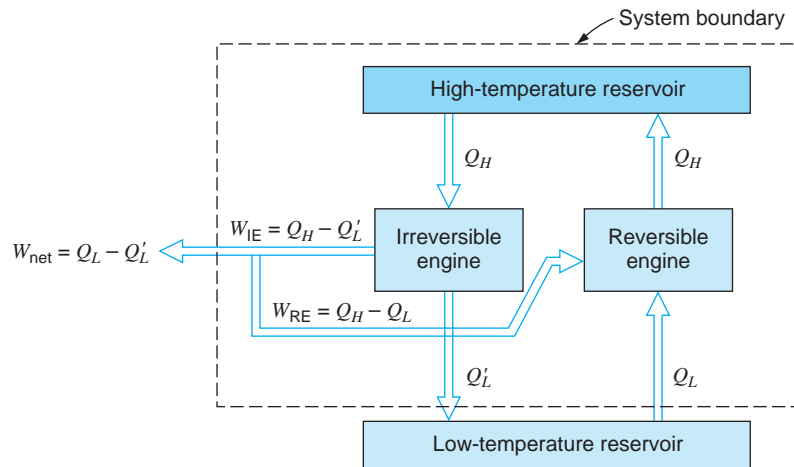 System boundary
High-temperature reservoir
Q_H
Q_H
W_IE = Q_H − Q′_L
Irreversible
engine
Reversible
engine
W_net = Q_L − Q′_L
W_RE = Q_H − Q_L
Q′_L
Q_L
Low-temperature reservoir